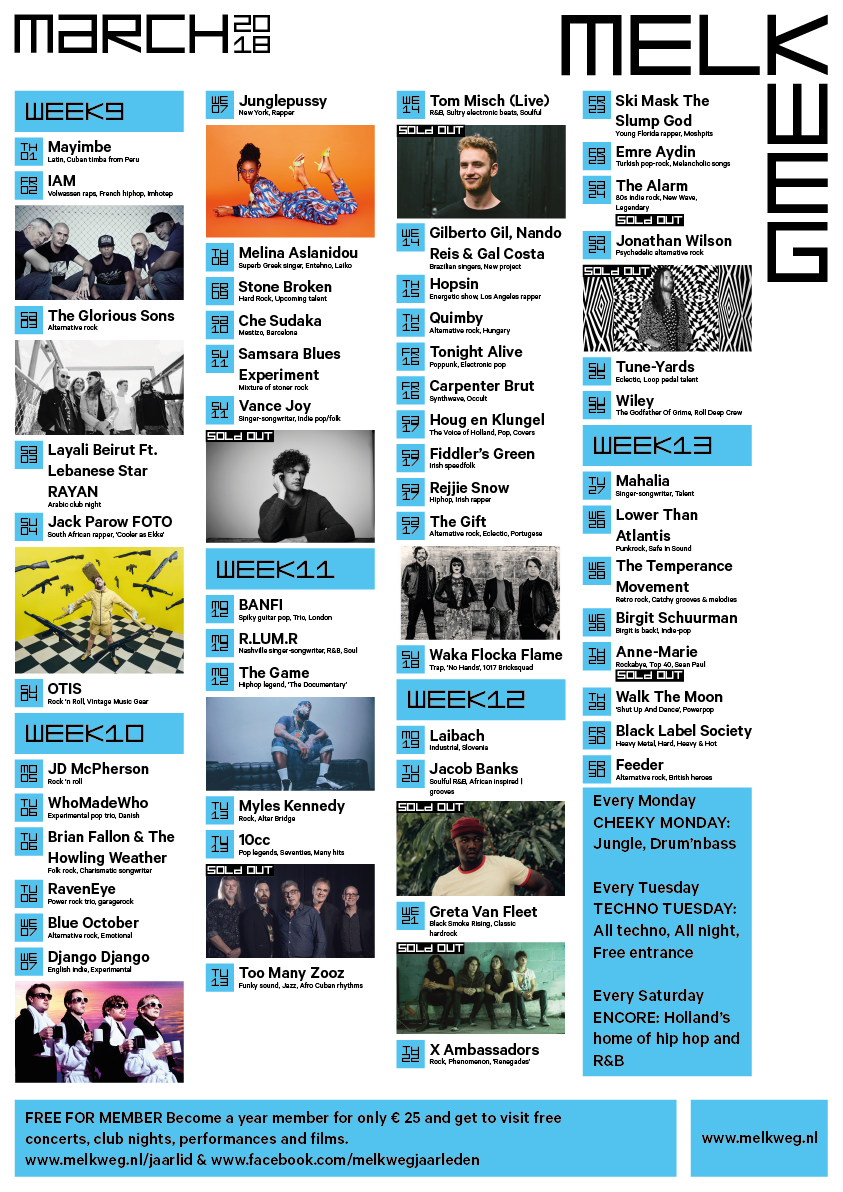 MARCH 2018
MELKWEG
WEEK9
TH 01
Mayimbe
Latin, Cuban timba from Peru
FR 02
IAM
Volwassen raps, French hiphop, Imhotep
SA 03
The Glorious Sons
Alternative rock
SA 03
Layali Beirut Ft.
Lebanese Star
RAYAN
Arabic club night
SU 04
Jack Parow FOTO
South African rapper, 'Cooler as Ekke'
SU 04
OTIS
Rock 'n Roll, Vintage Music Gear
WEEK10
MO 05
JD McPherson
Rock 'n roll
TU 06
WhoMadeWho
Experimental pop trio, Danish
TU 06
Brian Fallon & The
Howling Weather
Folk rock, Charismatic songwriter
TU 06
RavenEye
Power rock trio, garagerock
WE 07
Blue October
Alternative rock, Emotional
WE 07
Django Django
English indie, Experimental
WE 07
Junglepussy
New York, Rapper
TH 08
Melina Aslanidou
Superb Greek singer, Entehno, Laiko
FR 09
Stone Broken
Hard Rock, Upcoming talent
SA 10
Che Sudaka
Mestizo, Barcelona
SU 11
Samsara Blues
Experiment
Mixture of stoner rock
SU 11
Vance Joy
Singer-songwriter, Indie pop/folk
SOLD OUT
WEEK11
MO 12
BANFI
Spiky guitar pop, Trio, London
MO 12
R.LUM.R
Nashville singer-songwriter, R&B, Soul
MO 12
The Game
Hiphop legend, 'The Documentary'
TU 13
Myles Kennedy
Rock, Alter Bridge
TU 13
10cc
Pop legends, Seventies, Many hits
SOLD OUT
TU 13
Too Many Zooz
Funky sound, Jazz, Afro Cuban rhythms
WE 14
Tom Misch (Live)
R&B, Sultry electronic beats, Soulful
SOLD OUT
WE 14
Gilberto Gil, Nando
Reis & Gal Costa
Brazilian singers, New project
TH 15
Hopsin
Energetic show, Los Angeles rapper
TH 15
Quimby
Alternative rock, Hungary
FR 16
Tonight Alive
Poppunk, Electronic pop
FR 16
Carpenter Brut
Synthwave, Occult
SA 17
Houg en Klungel
The Voice of Holland, Pop, Covers
SA 17
Fiddler's Green
Irish speedfolk
SA 17
Rejjie Snow
Hiphop, Irish rapper
SA 17
The Gift
Alternative rock, Eclectic, Portugese
SU 18
Waka Flocka Flame
Trap, 'No Hands', 1017 Bricksquad
WEEK12
MO 19
Laibach
Industrial, Slovenia
TU 20
Jacob Banks
Soulful R&B, African inspired |
grooves
SOLD OUT
WE 21
Greta Van Fleet
Black Smoke Rising, Classic
hardrock
SOLD OUT
TH 22
X Ambassadors
Rock, Phenomenon, 'Renegades'
FR 23
Ski Mask The
Slump God
Young Florida rapper, Moshpits
FR 23
Emre Aydin
Turkish pop-rock, Melancholic songs
SA 24
The Alarm
80s indie rock, New Wave,
Legendary
SOLD OUT
SA 24
Jonathan Wilson
Psychedelic alternative rock
SOLD OUT
SU 25
Tune-Yards
Eclectic, Loop pedal talent
SU 25
Wiley
The Godfather Of Grime, Roll Deep Crew
WEEK13
TU 27
Mahalia
Singer-songwriter, Talent
WE 28
Lower Than
Atlantis
Punkrock, Safe in Sound
WE 28
The Temperance
Movement
Retro rock, Catchy grooves & melodies
WE 28
Birgit Schuurman
Birgit is back!, Indie-pop
TH 29
Anne-Marie
Rockabye, Top 40, Sean Paul
SOLD OUT
TH 29
Walk The Moon
'Shut Up And Dance', Powerpop
FR 30
Black Label Society
Heavy Metal, Hard, Heavy & Hot
FR 30
Feeder
Alternative rock, British heroes
Every Monday
CHEEKY MONDAY:
Jungle, Drum'nbass
Every Tuesday
TECHNO TUESDAY:
All techno, All night,
Free entrance
Every Saturday
ENCORE: Holland's
home of hip hop and
R&B
FREE FOR MEMBER Become a year member for only € 25 and get to visit free
concerts, club nights, performances and films.
www.melkweg.nl/jaarlid & www.facebook.com/melkwegjaarleden
www.melkweg.nl